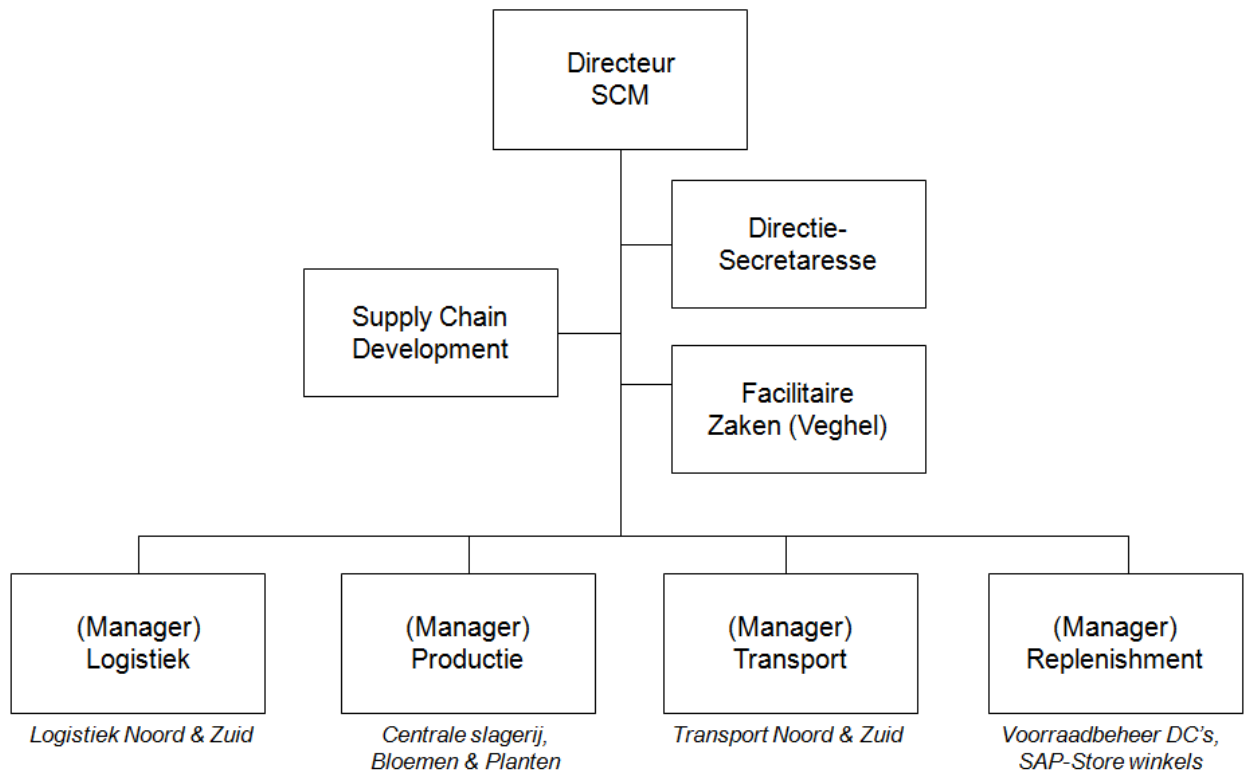 Directeur
SCM
Directie-
Secretaresse
Supply Chain
Development
Facilitaire
Zaken (Veghel)
(Manager)
Logistiek
Logistiek Noord & Zuid
(Manager)
Productie
Centrale slagerij,
Bloemen & Planten
(Manager)
Transport
Transport Noord & Zuid
(Manager)
Replenishment
Voorraadbeheer DC's,
SAP-Store winkels